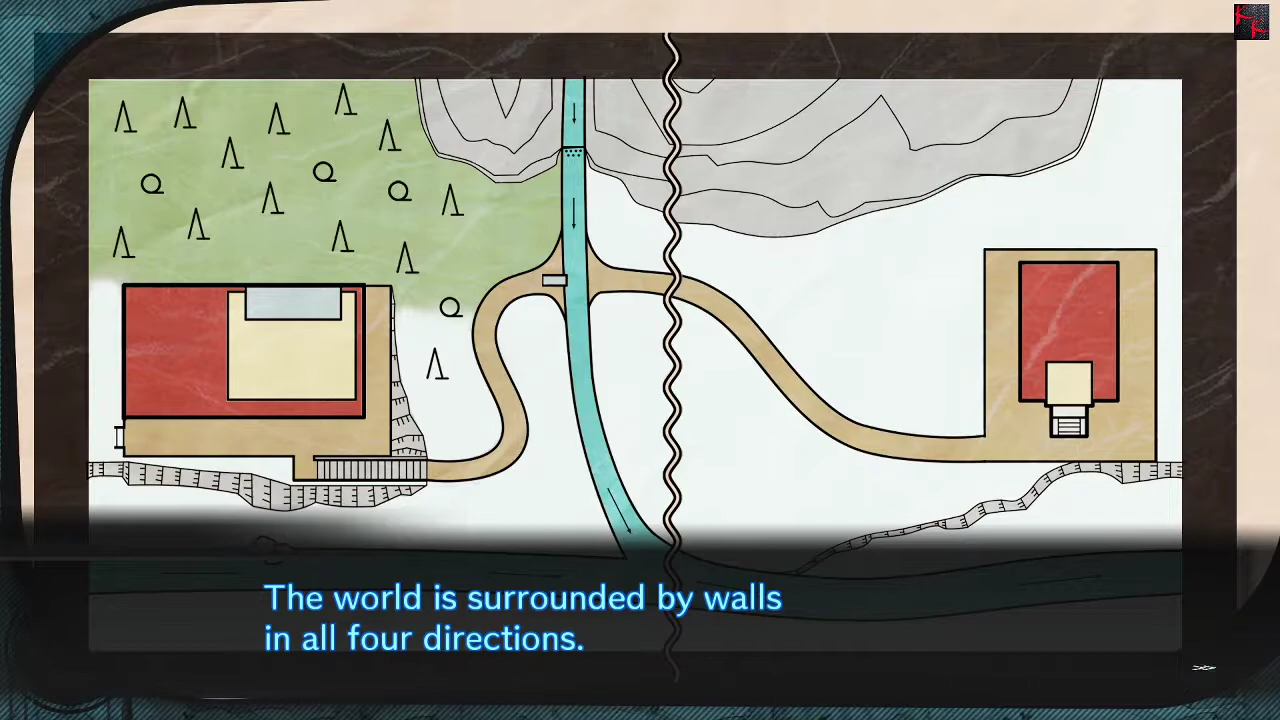 The world is surrounded by walls
in all four directions.